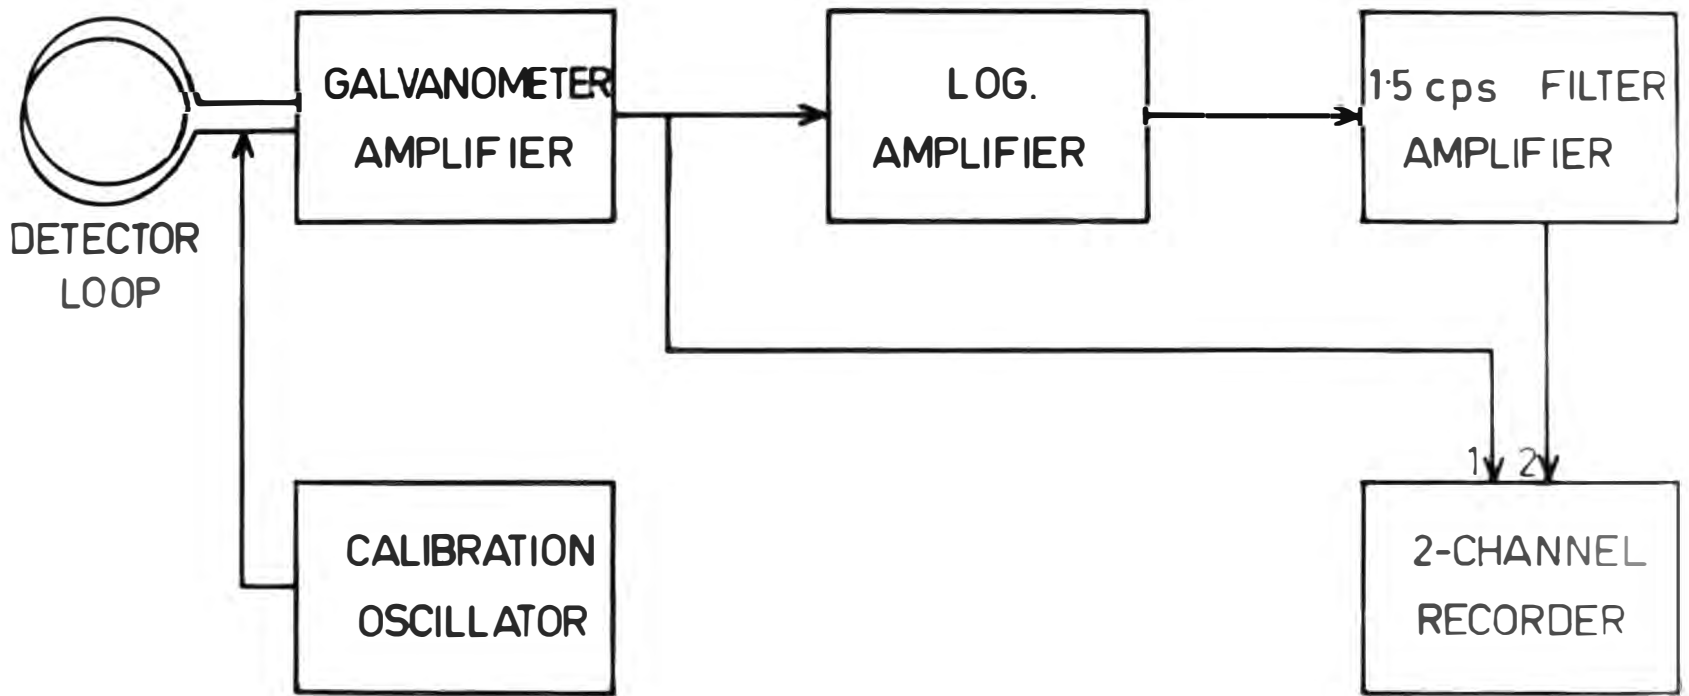 GALVANOMETER
AMPLIFIER
LOG.
AMPLIFIER
1·5 cps FILTER
AMPLIFIER
DETECTOR
LOOP
1 2
CALIBRATION
OSCILLATOR
2-CHANNEL
RECORDER